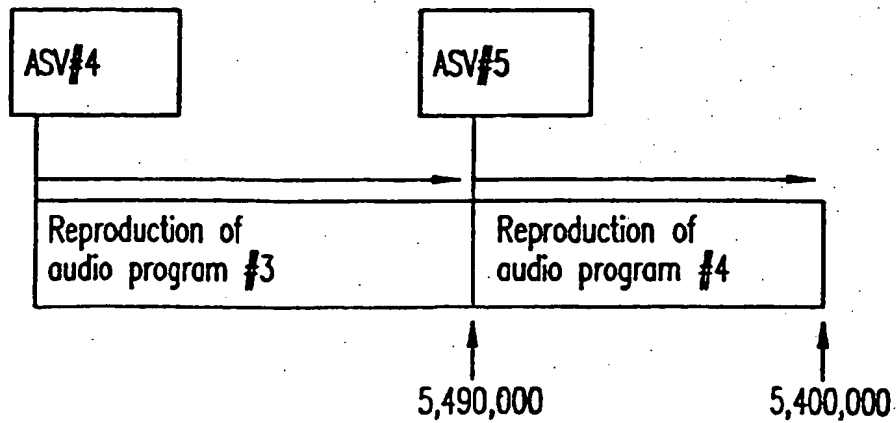 ASV#4
ASV#5
Reproduction of
audio program #3
Reproduction of
audio program #4
5,490,000
5,400,000